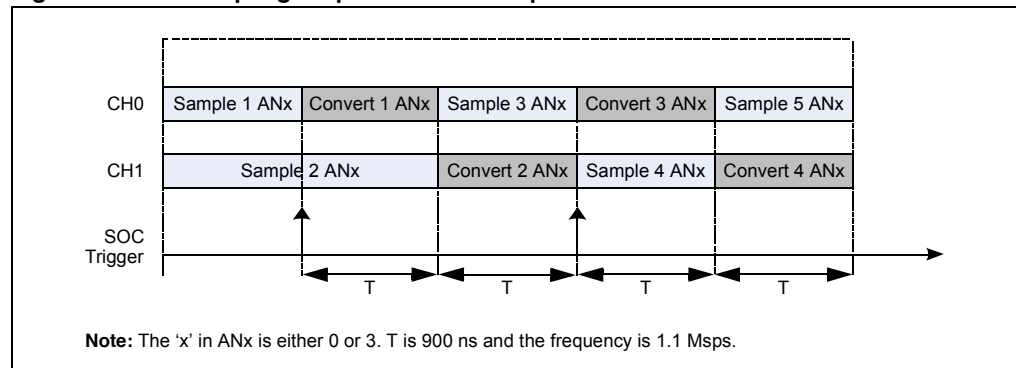 CH0 Sample 1 ANx Convert 1 ANx Sample 3 ANx Convert 3 ANx Sample 5 ANx
CH1 Sample 2 ANx Convert 2 ANx Sample 4 ANx Convert 4 ANx
SOC
Trigger
T T T T
Note: The ‘x’ in ANx is either 0 or 3. T is 900 ns and the frequency is 1.1 Msps.